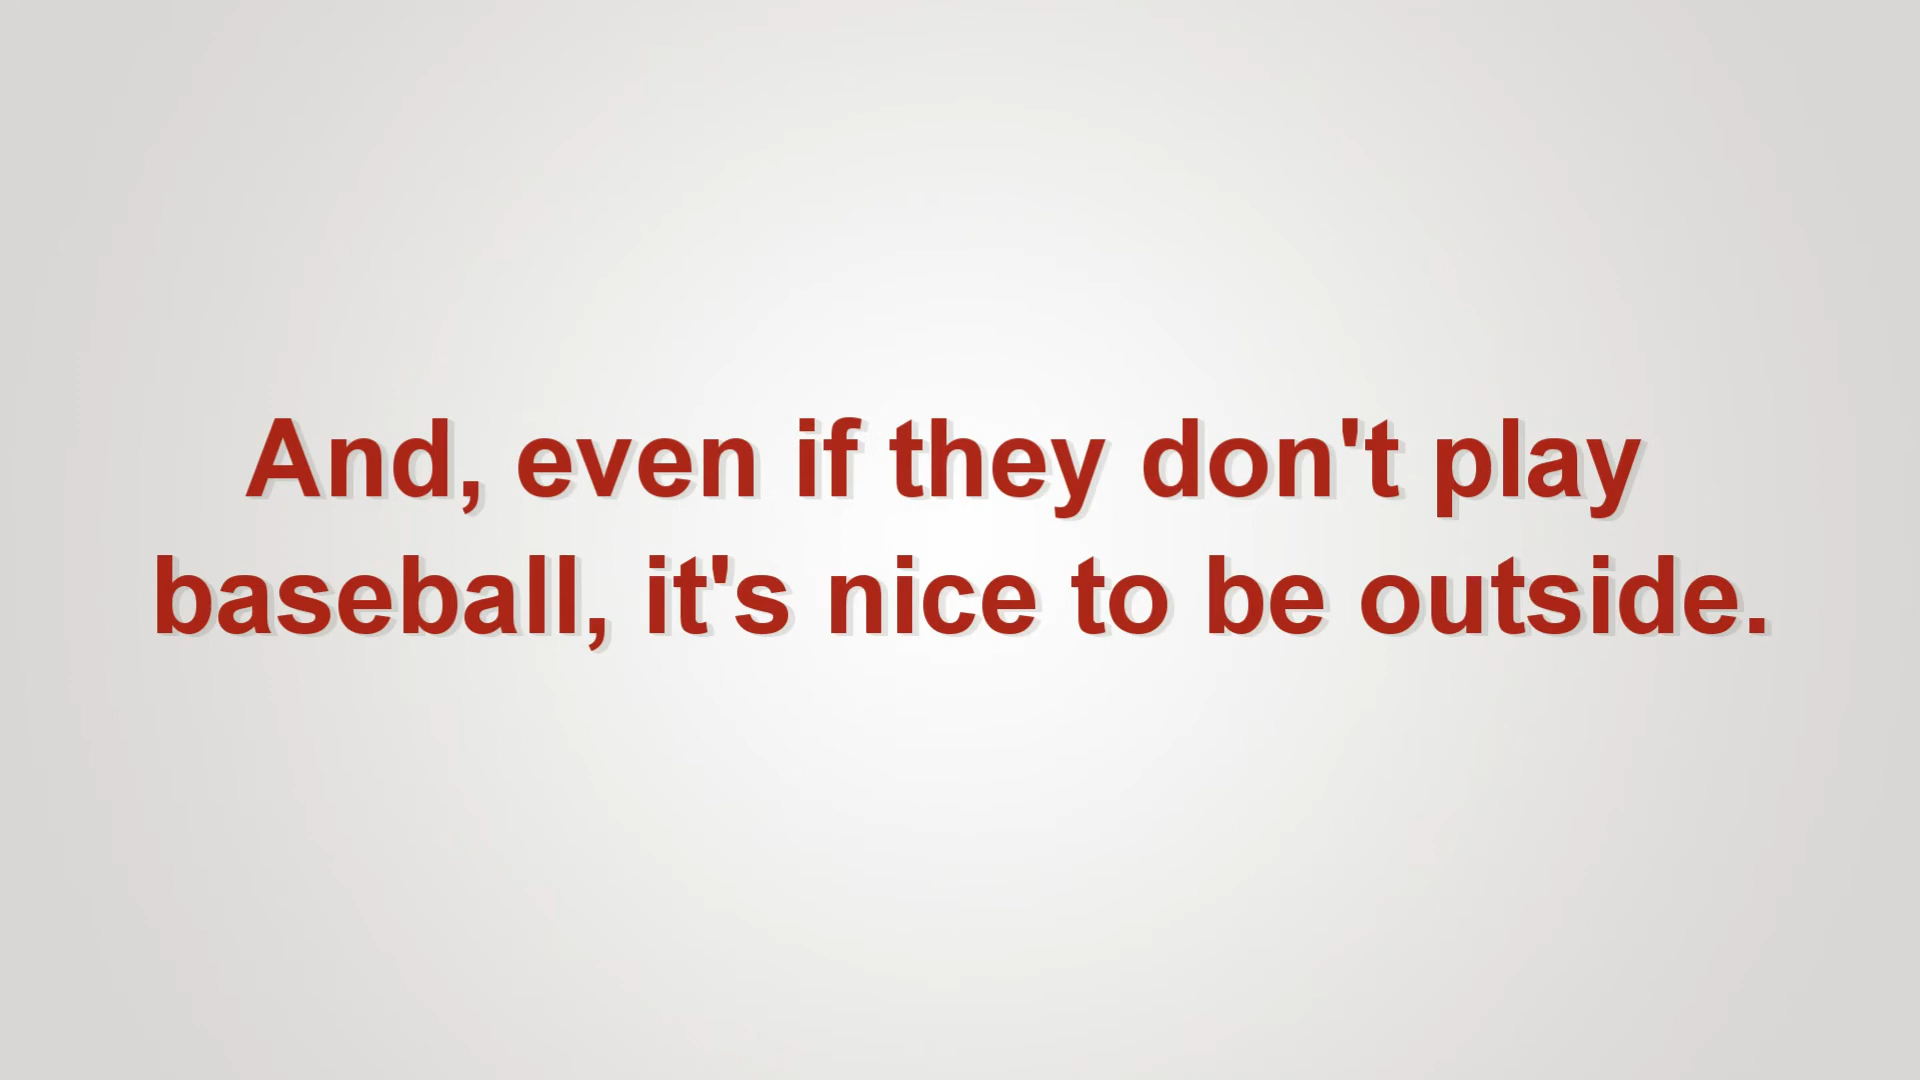 And, even if they don't play
baseball, it's nice to be outside.